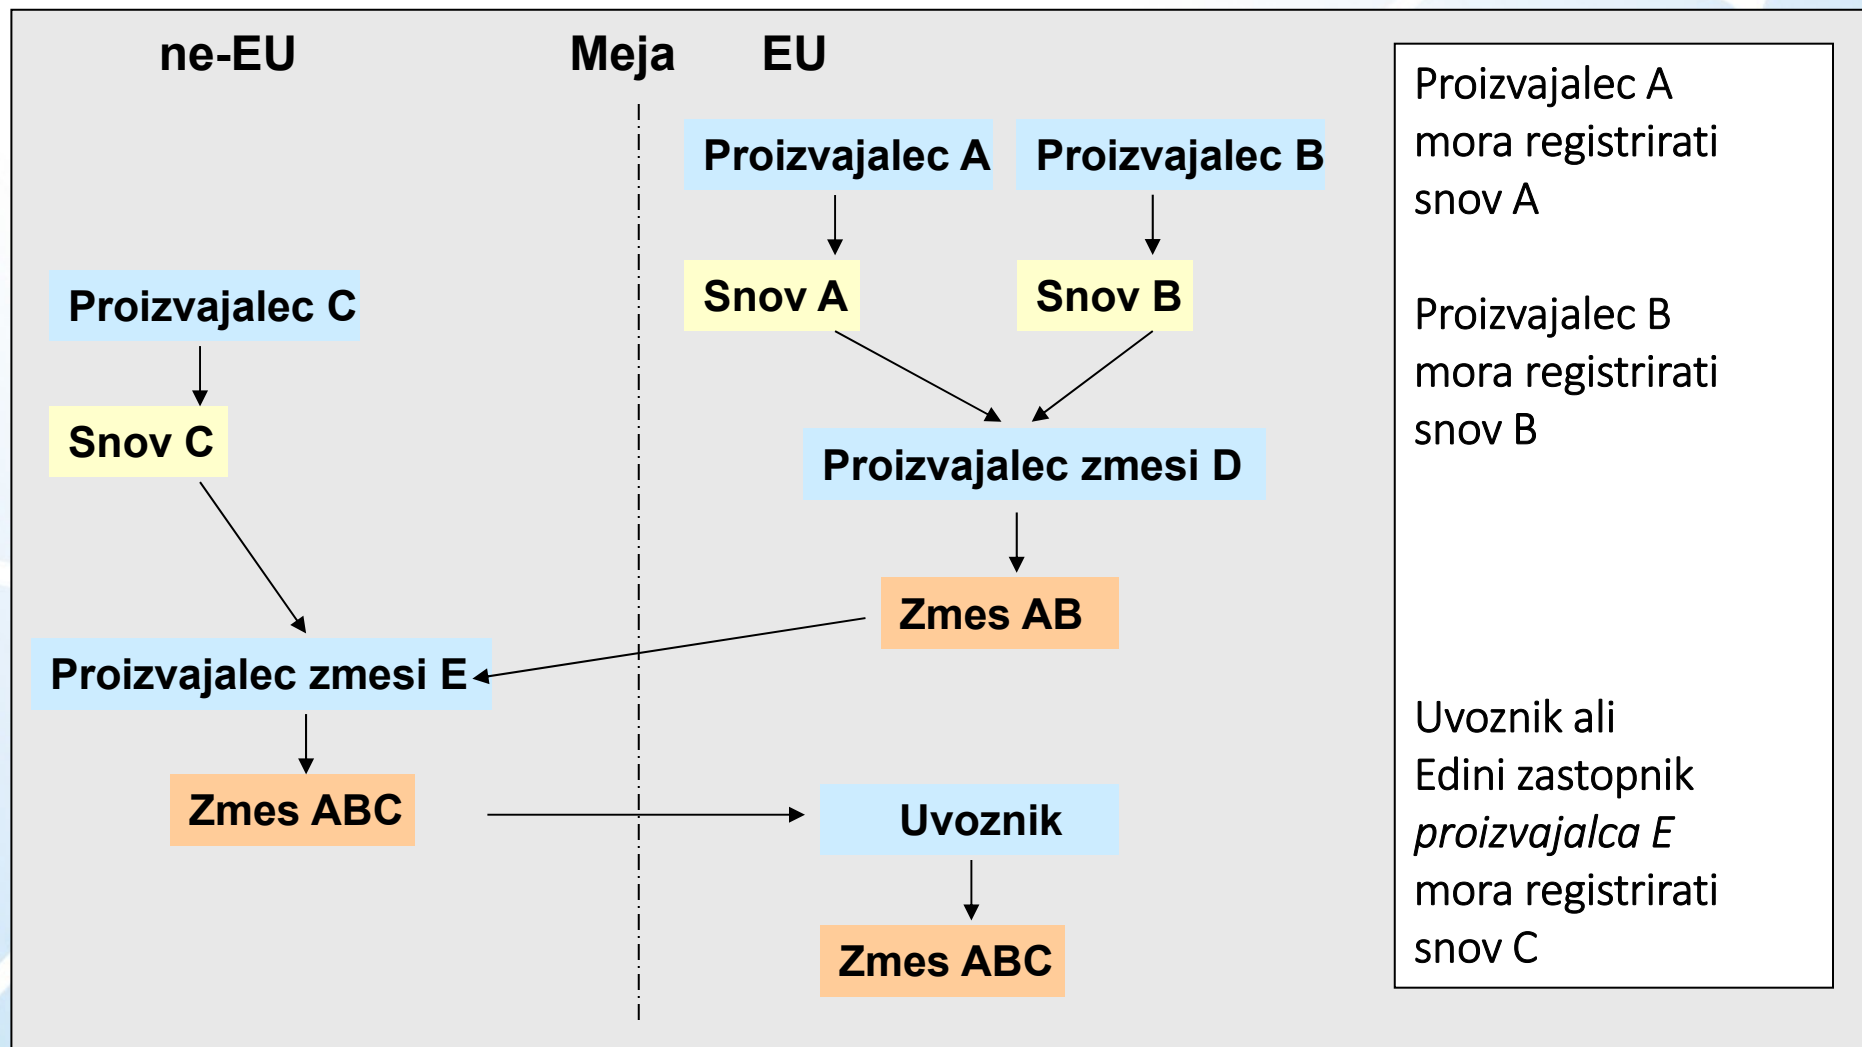 ne-EU
Meja
EU
Proizvajalec A
Proizvajalec B
Snov A
Snov B
Proizvajalec C
Snov C
Proizvajalec zmesi D
Zmes AB
Proizvajalec zmesi E
Zmes ABC
Uvoznik
Zmes ABC
Proizvajalec A
mora registrirati
snov A
Proizvajalec B
mora registrirati
snov B
Uvoznik ali
Edini zastopnik
proizvajalca E
mora registrirati
snov C